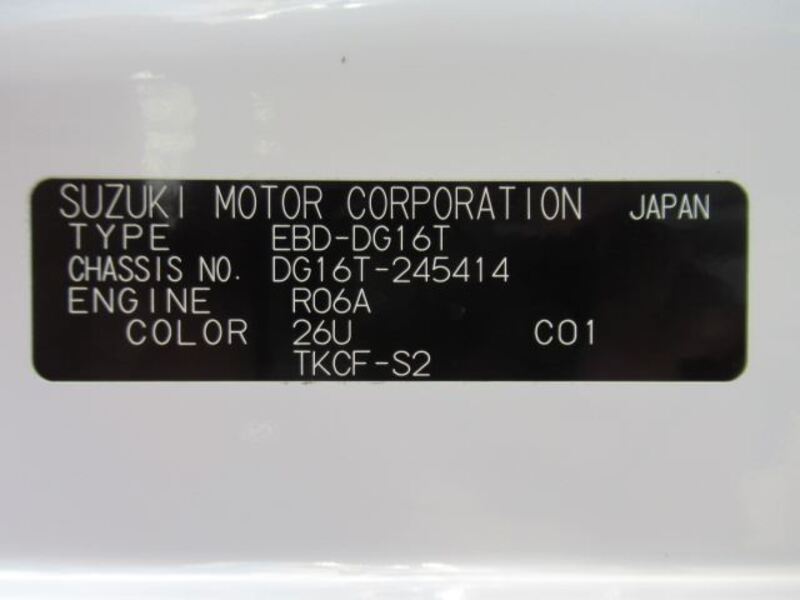 SUZUKI MOTOR CORPORATION JAPAN
TYPE EBD-DG16T
CHASSIS NO. DG16T-245414
ENGINE R06A
COLOR 26U C01
TKCF-S2